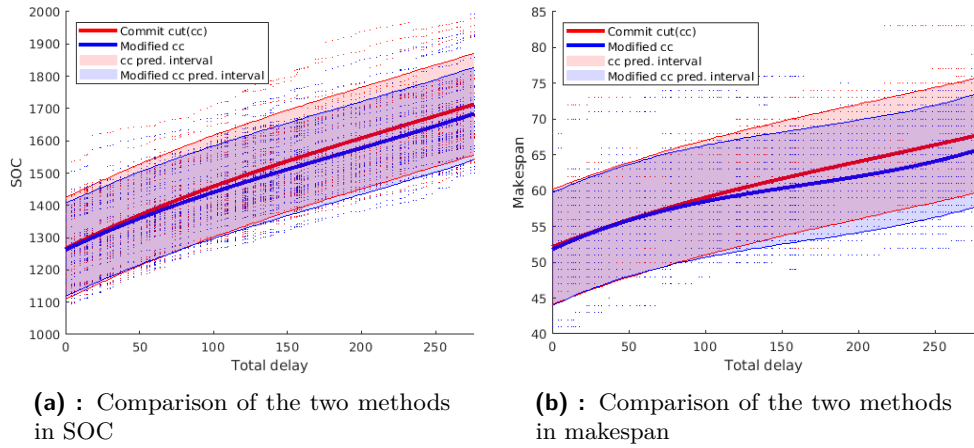 2000
1900
1800
1700
1600
1500
1400
1300
1200
1100
1000
SOC
Commit cut(cc)
Modified cc
cc pred. interval
Modified cc pred. interval
0 50 100 150 200 250
Total delay
(a) : Comparison of the two methods
in SOC
85
80
75
70
65
60
55
50
45
40
Makespan
Commit cut(cc)
Modified cc
cc pred. interval
Modified cc pred. interval
0 50 100 150 200 250
Total delay
(b) : Comparison of the two methods
in makespan